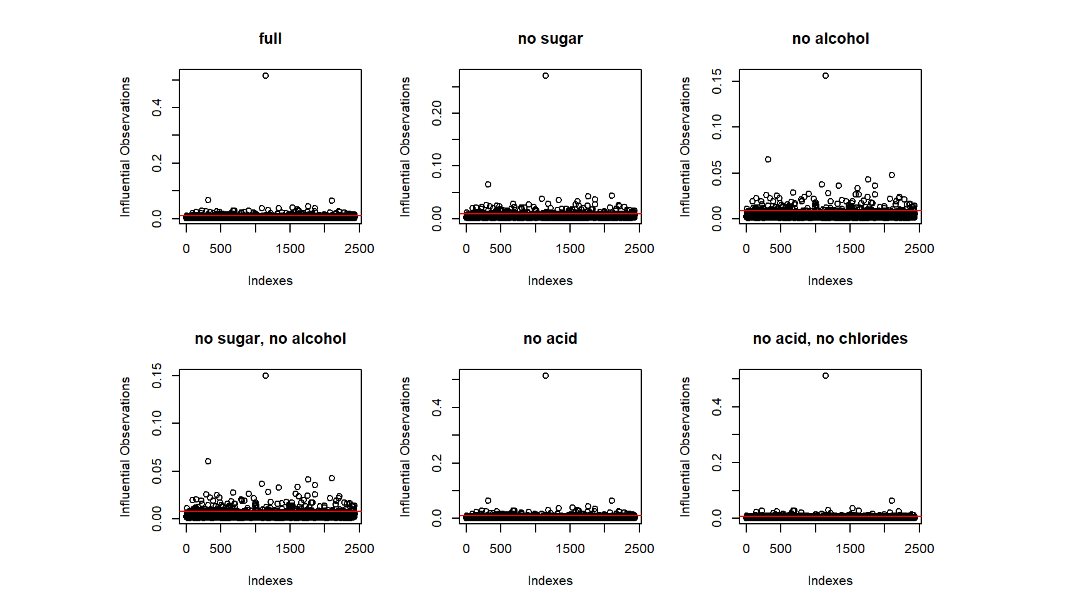 full
Influential Observations
0.0 0.2 0.4
0 500 1500 2500
Indexes
no sugar
Influential Observations
0.00 0.10 0.20
0 500 1500 2500
Indexes
no alcohol
Influential Observations
0.00 0.05 0.10 0.15
0 500 1500 2500
Indexes
no sugar, no alcohol
Influential Observations
0.00 0.05 0.10 0.15
0 500 1500 2500
Indexes
no acid
Influential Observations
0.0 0.2 0.4
0 500 1500 2500
Indexes
no acid, no chlorides
Influential Observations
0.0 0.2 0.4
0 500 1500 2500
Indexes